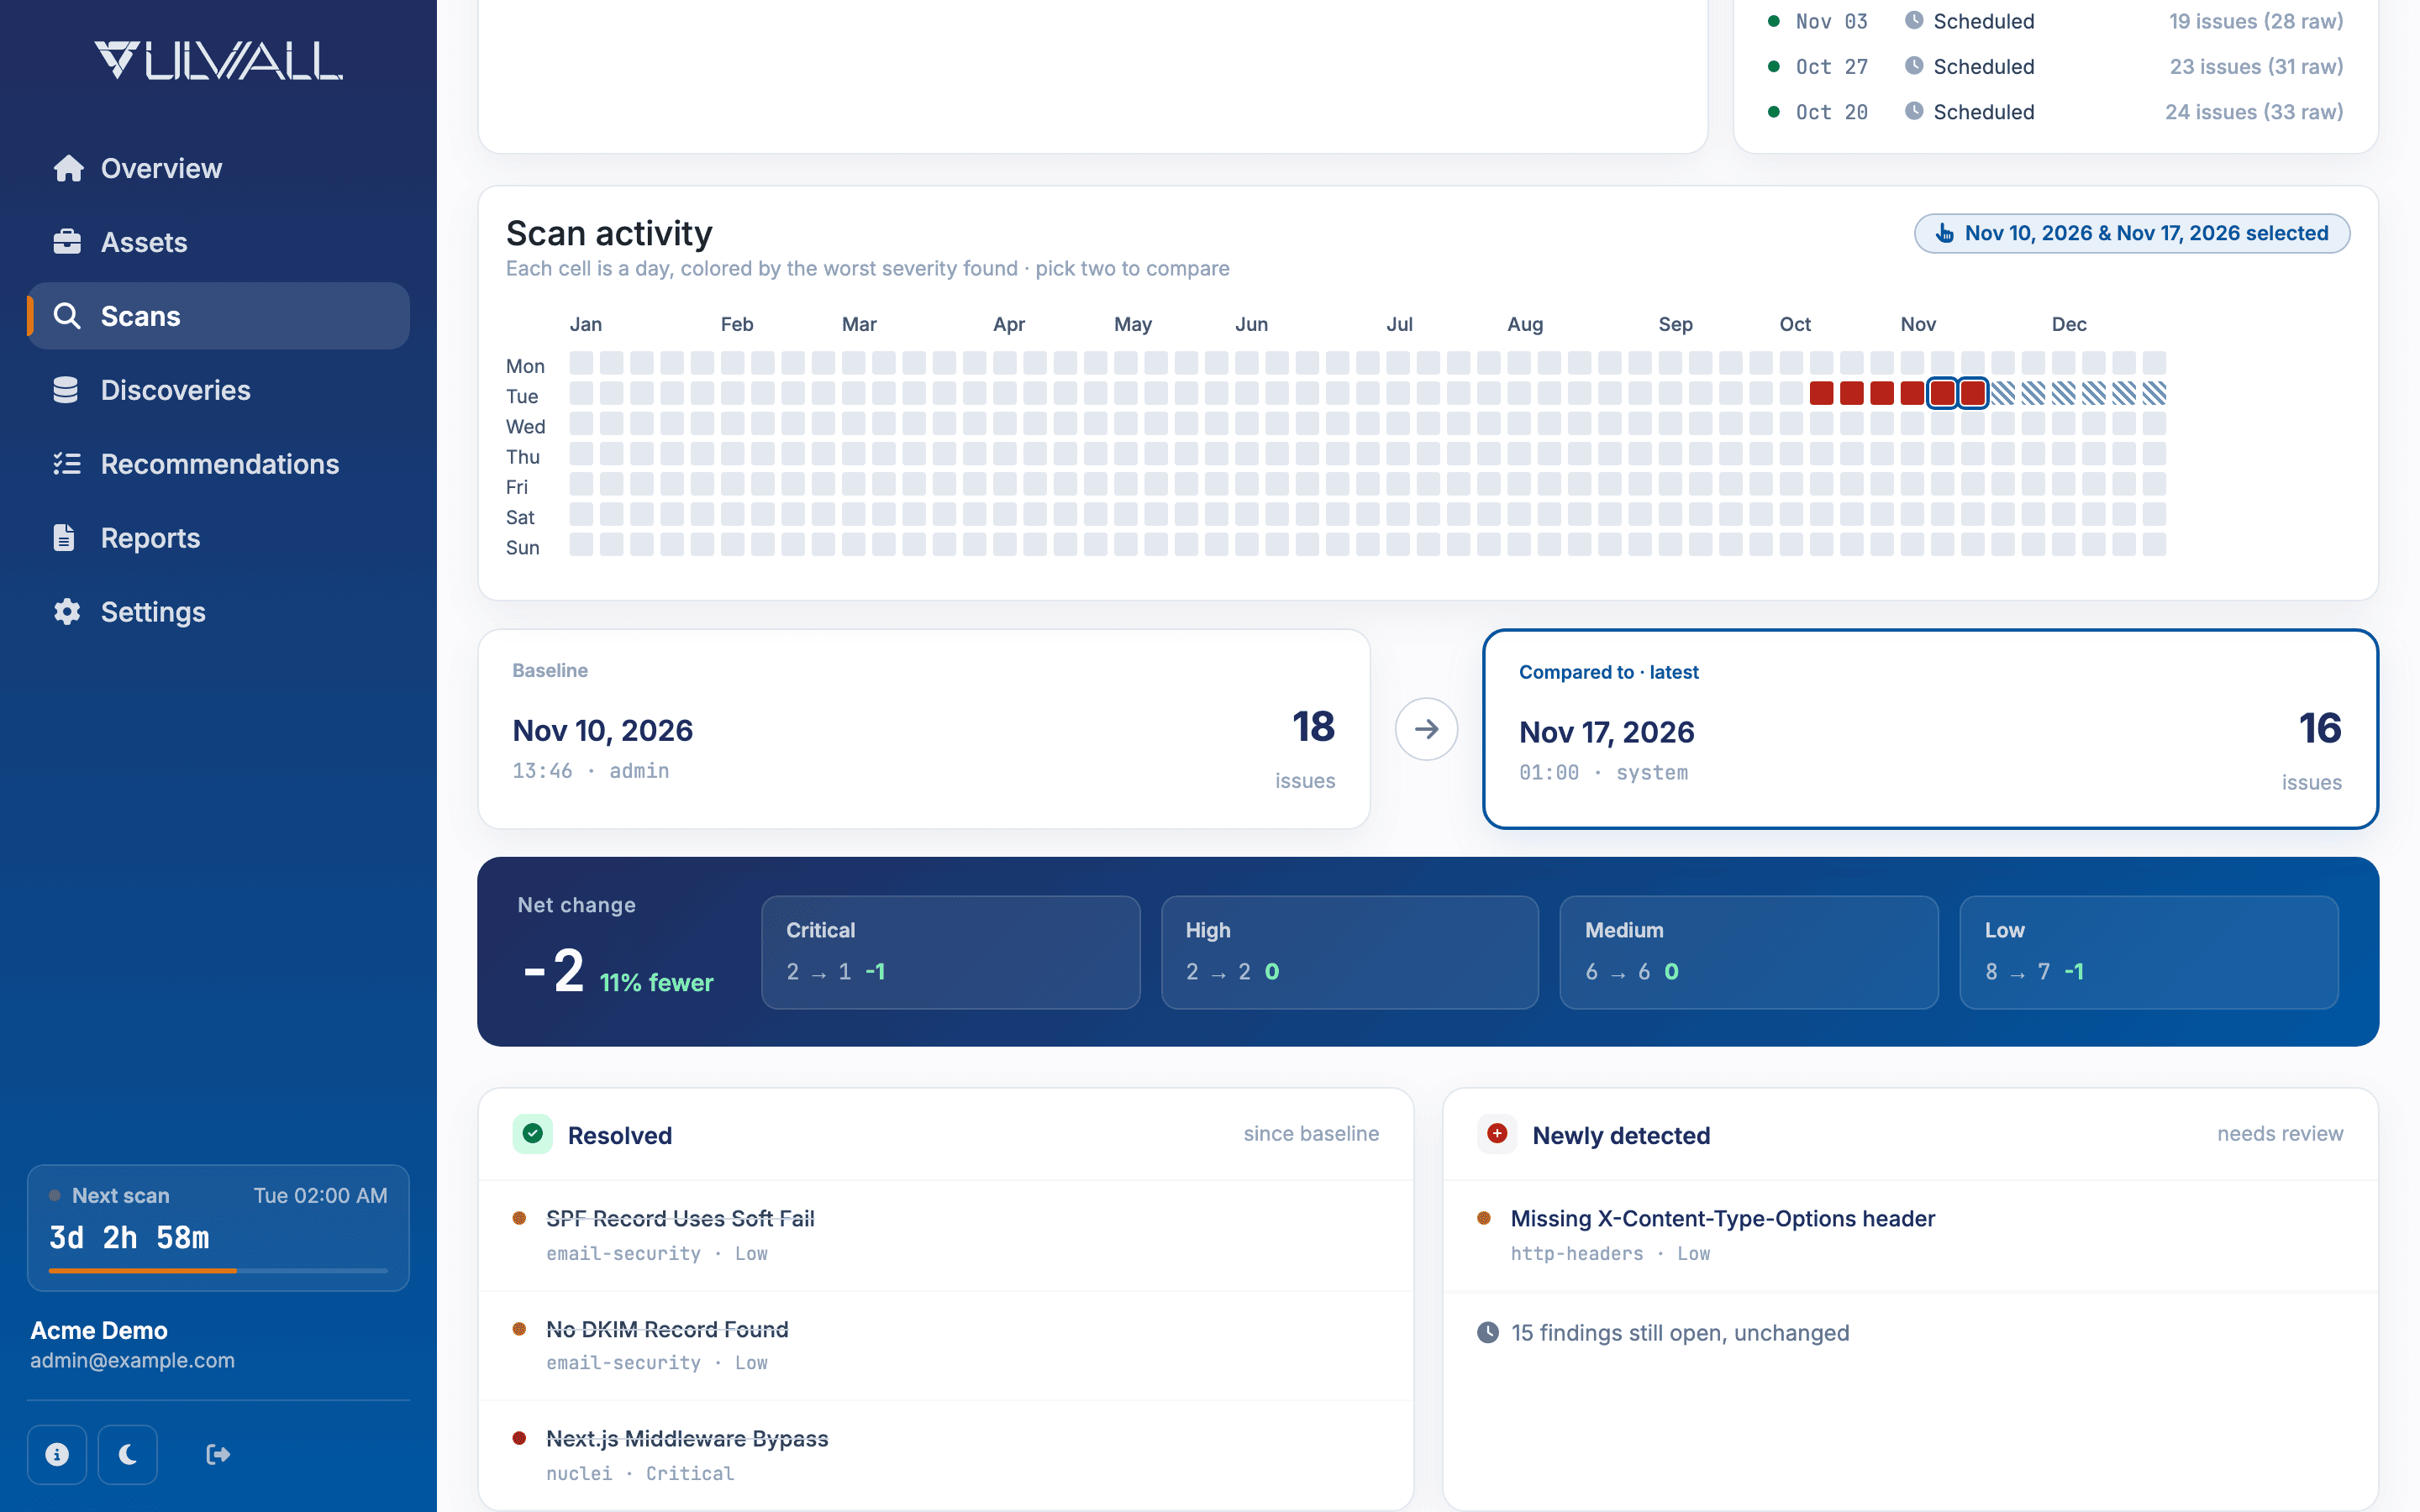 VULVALL
Overview
Assets
Scans
Discoveries
Recommendations
Reports
Settings
Next scan Tue 02:00 AM
3d 2h 58m
Acme Demo
admin@example.com
Nov 03 Scheduled 19 issues (28 raw)
Oct 27 Scheduled 23 issues (31 raw)
Oct 20 Scheduled 24 issues (33 raw)
Scan activity
Nov 10, 2026 & Nov 17, 2026 selected
Each cell is a day, colored by the worst severity found · pick two to compare
Jan Feb Mar Apr May Jun Jul Aug Sep Oct Nov Dec
Mon
Tue
Wed
Thu
Fri
Sat
Sun
Baseline
Nov 10, 2026
13:46 · admin
18
issues
Compared to · latest
Nov 17, 2026
01:00 · system
16
issues
Net change
-2 11% fewer
Critical
2 → 1 -1
High
2 → 2 0
Medium
6 → 6 0
Low
8 → 7 -1
Resolved since baseline
SPF Record Uses Soft Fail
email-security · Low
No DKIM Record Found
email-security · Low
Next.js Middleware Bypass
nuclei · Critical
Newly detected needs review
Missing X-Content-Type-Options header
http-headers · Low
15 findings still open, unchanged